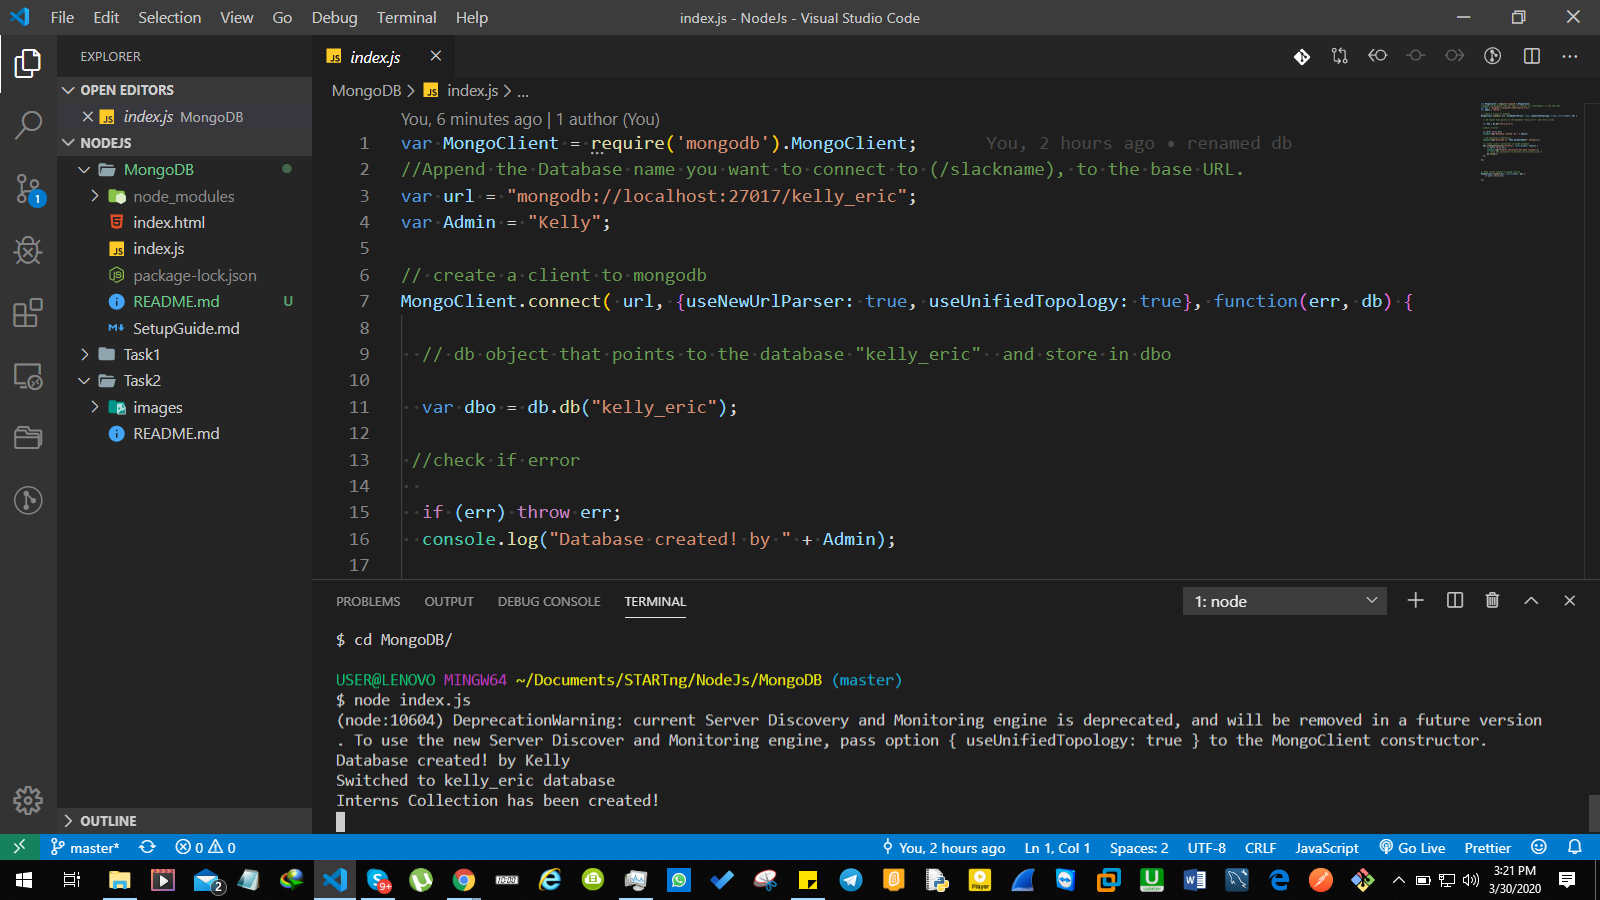 File Edit Selection View Go Debug Terminal Help
index.js - NodeJs - Visual Studio Code
EXPLORER
OPEN EDITORS
index.js MongoDB
NODEJS
MongoDB
node_modules
index.html
index.js
package-lock.json
README.md U
SetupGuide.md
Task1
Task2
images
README.md
OUTLINE
1
index.js
MongoDB > index.js > ...
You, 6 minutes ago | 1 author (You)
1 var MongoClient = require('mongodb').MongoClient; You, 2 hours ago • renamed db
2 //Append the Database name you want to connect to (/slackname), to the base URL.
3 var url = "mongodb://localhost:27017/kelly_eric";
4 var Admin = "Kelly";
5
6 // create a client to mongodb
7 MongoClient.connect( url, {useNewUrlParser: true, useUnifiedTopology: true}, function(err, db) {
8
9 // db object that points to the database "kelly_eric"  and store in dbo
10
11 var dbo = db.db("kelly_eric");
12
13 //check if error
14
15 if (err) throw err;
16 console.log("Database created! by " + Admin);
17
PROBLEMS OUTPUT DEBUG CONSOLE TERMINAL
1: node
$ cd MongoDB/
USER@LENOVO MINGW64 ~/Documents/STARTng/NodeJs/MongoDB (master)
$ node index.js
(node:10604) DeprecationWarning: current Server Discovery and Monitoring engine is deprecated, and will be removed in a future version
. To use the new Server Discover and Monitoring engine, pass option { useUnifiedTopology: true } to the MongoClient constructor.
Database created! by Kelly
Switched to kelly_eric database
Interns Collection has been created!
master* 0 0 You, 2 hours ago Ln 1, Col 1 Spaces: 2 UTF-8 CRLF JavaScript Go Live Prettier
2 9+ Player
3:21 PM
3/30/2020